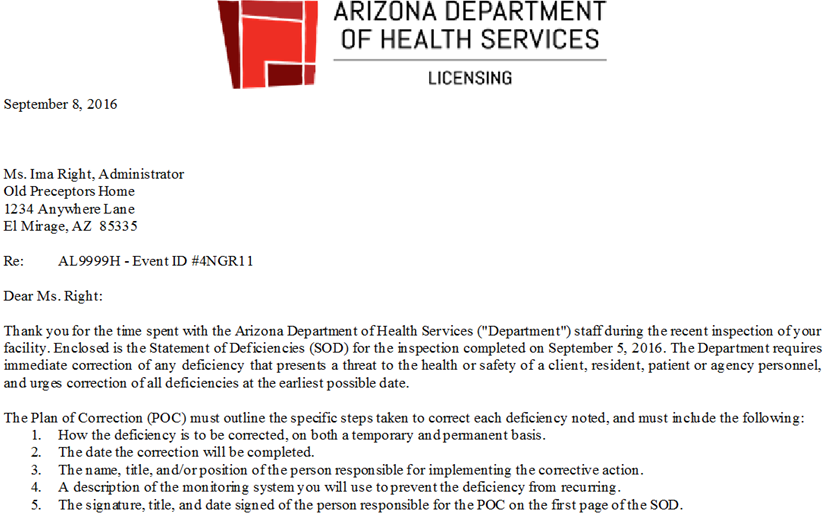 ARIZONA DEPARTMENT
OF HEALTH SERVICES
LICENSING
September 8, 2016
Ms. Ima Right, Administrator
Old Preceptors Home
1234 Anywhere Lane
El Mirage, AZ 85335
Re: AL9999H - Event ID #4NGR11
Dear Ms. Right:
Thank you for the time spent with the Arizona Department of Health Services ("Department") staff during the recent inspection of your
facility. Enclosed is the Statement of Deficiencies (SOD) for the inspection completed on September 5, 2016. The Department requires
immediate correction of any deficiency that presents a threat to the health or safety of a client, resident, patient or agency personnel,
and urges correction of all deficiencies at the earliest possible date.
The Plan of Correction (POC) must outline the specific steps taken to correct each deficiency noted, and must include the following:
1. How the deficiency is to be corrected, on both a temporary and permanent basis.
2. The date the correction will be completed.
3. The name, title, and/or position of the person responsible for implementing the corrective action.
4. A description of the monitoring system you will use to prevent the deficiency from recurring.
5. The signature, title, and date signed of the person responsible for the POC on the first page of the SOD.